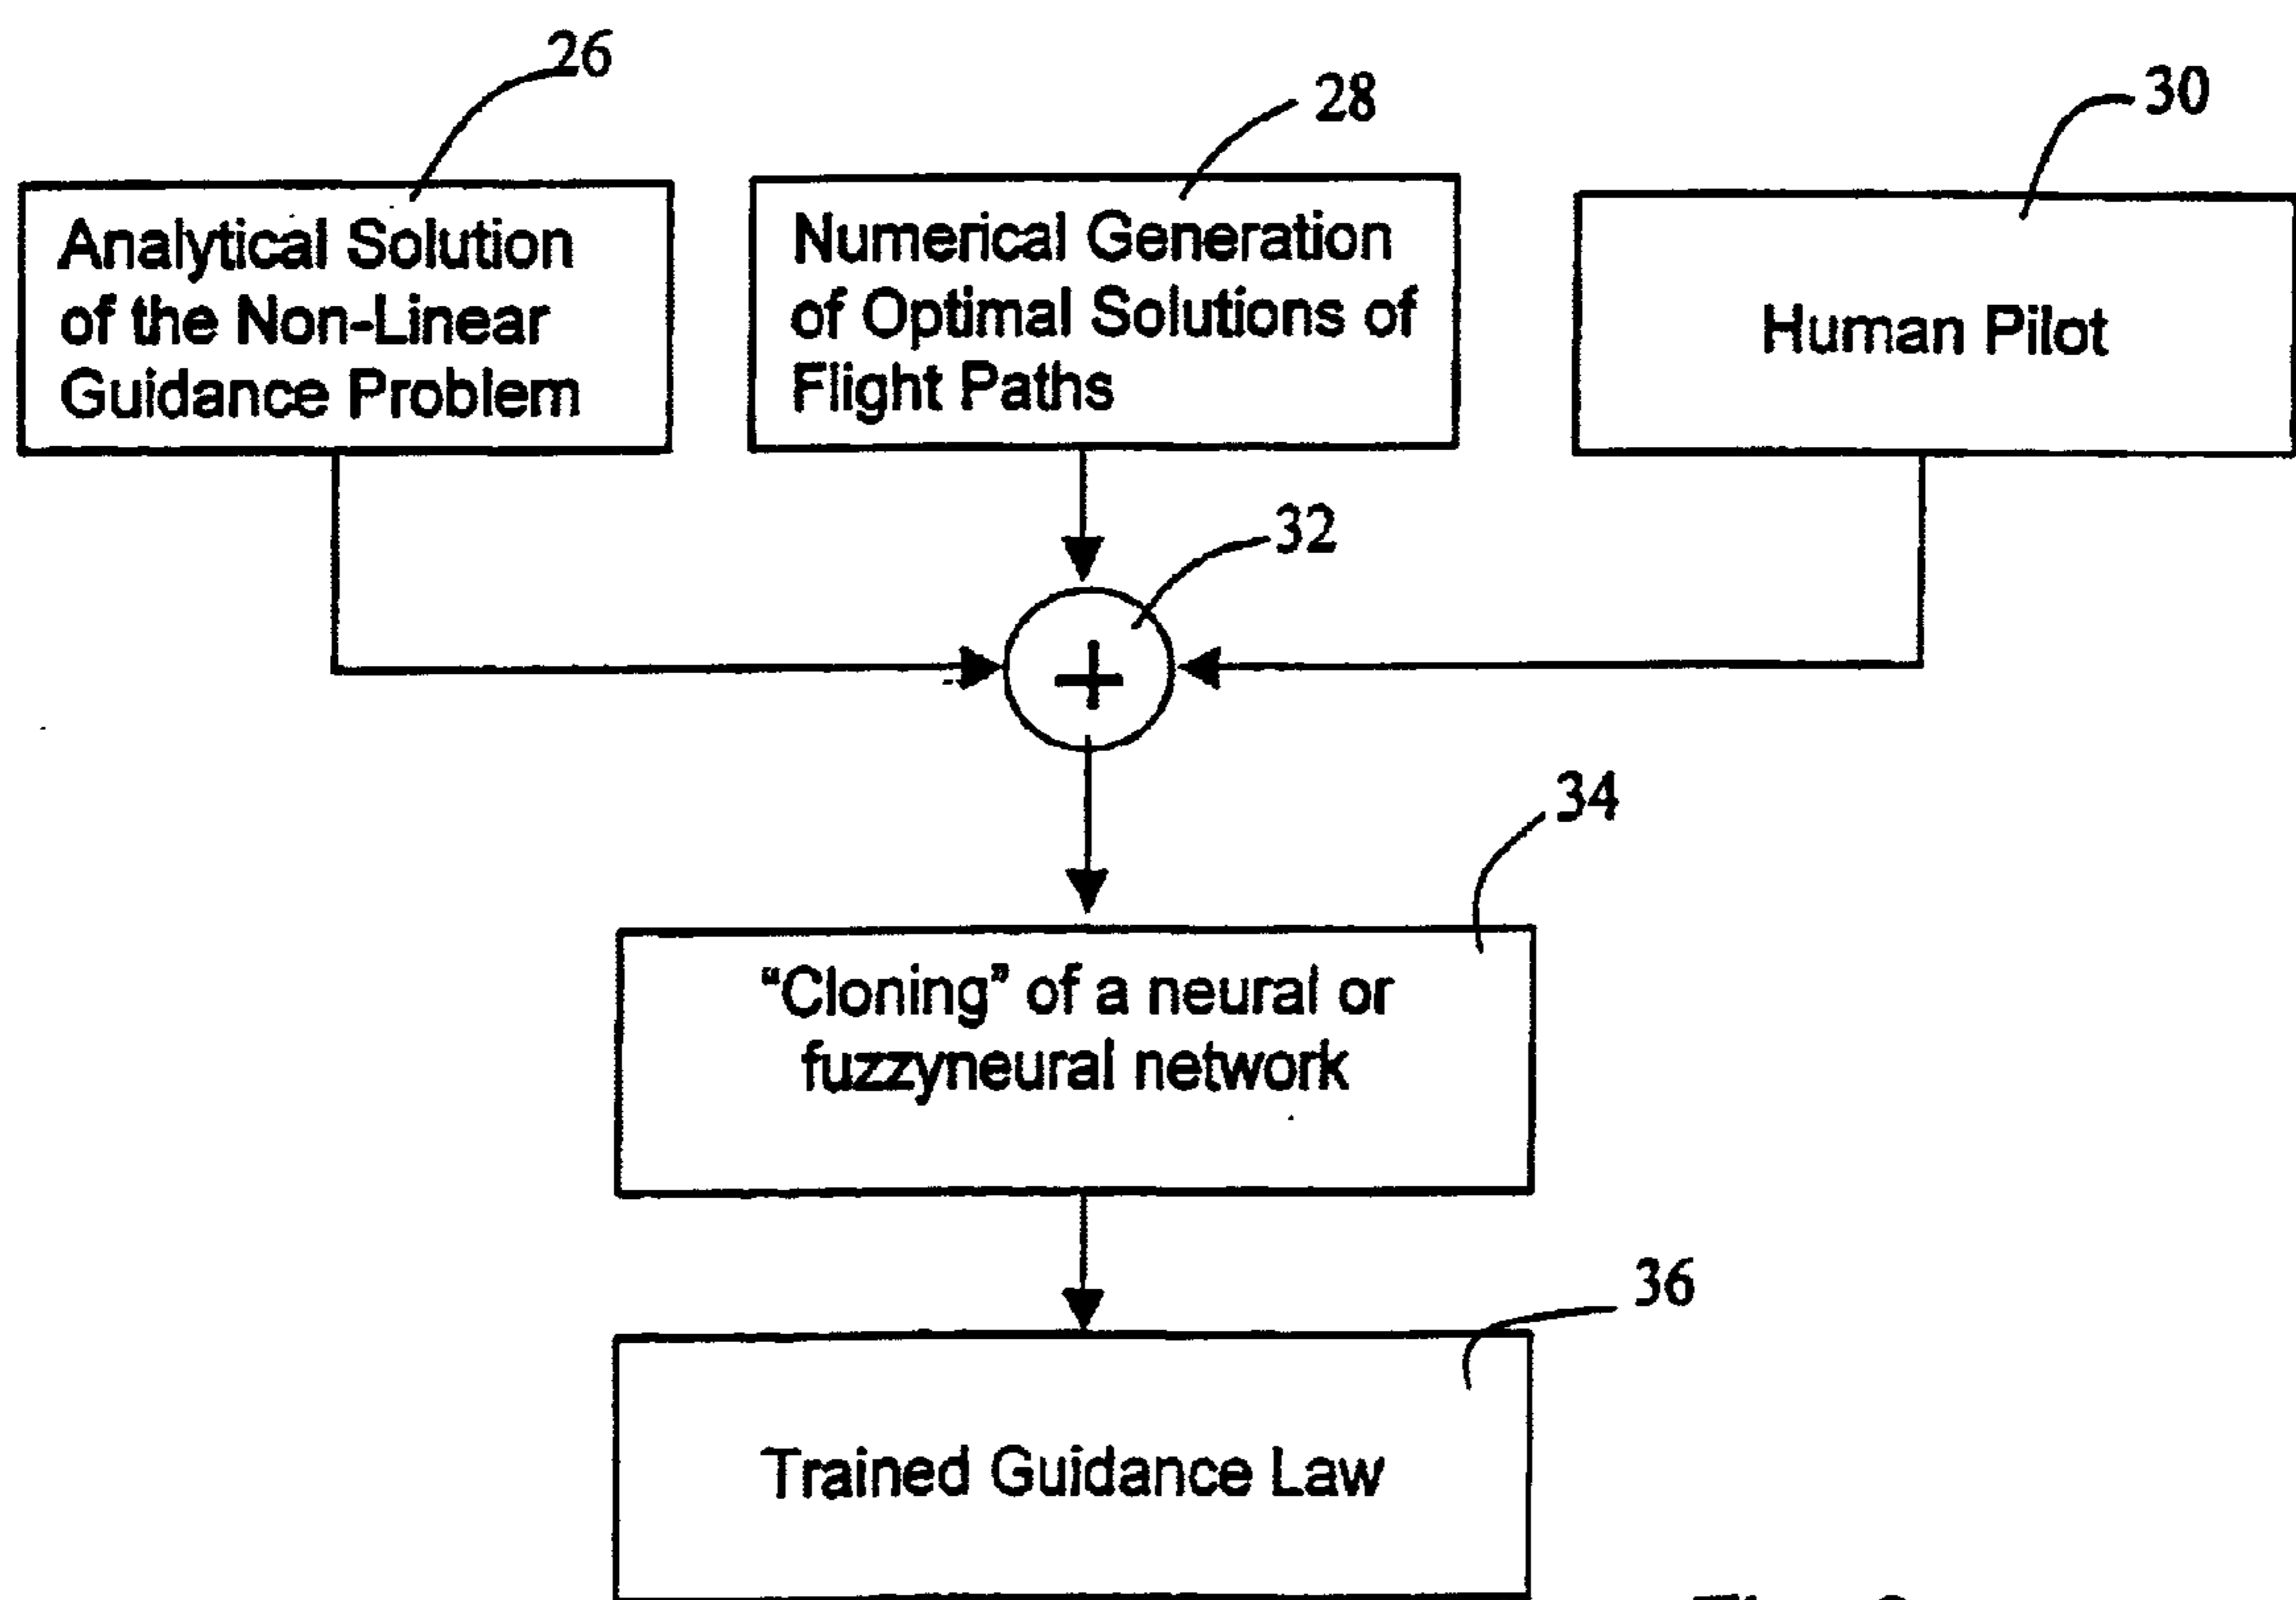 26
28
30
Analytical Solution
of the Non-Linear
Guidance Problem
Numerical Generation
of Optimal Solutions of
Flight Paths
Human Pilot
32
+
34
“Cloning” of a neural or
fuzzyneural network
36
Trained Guidance Law